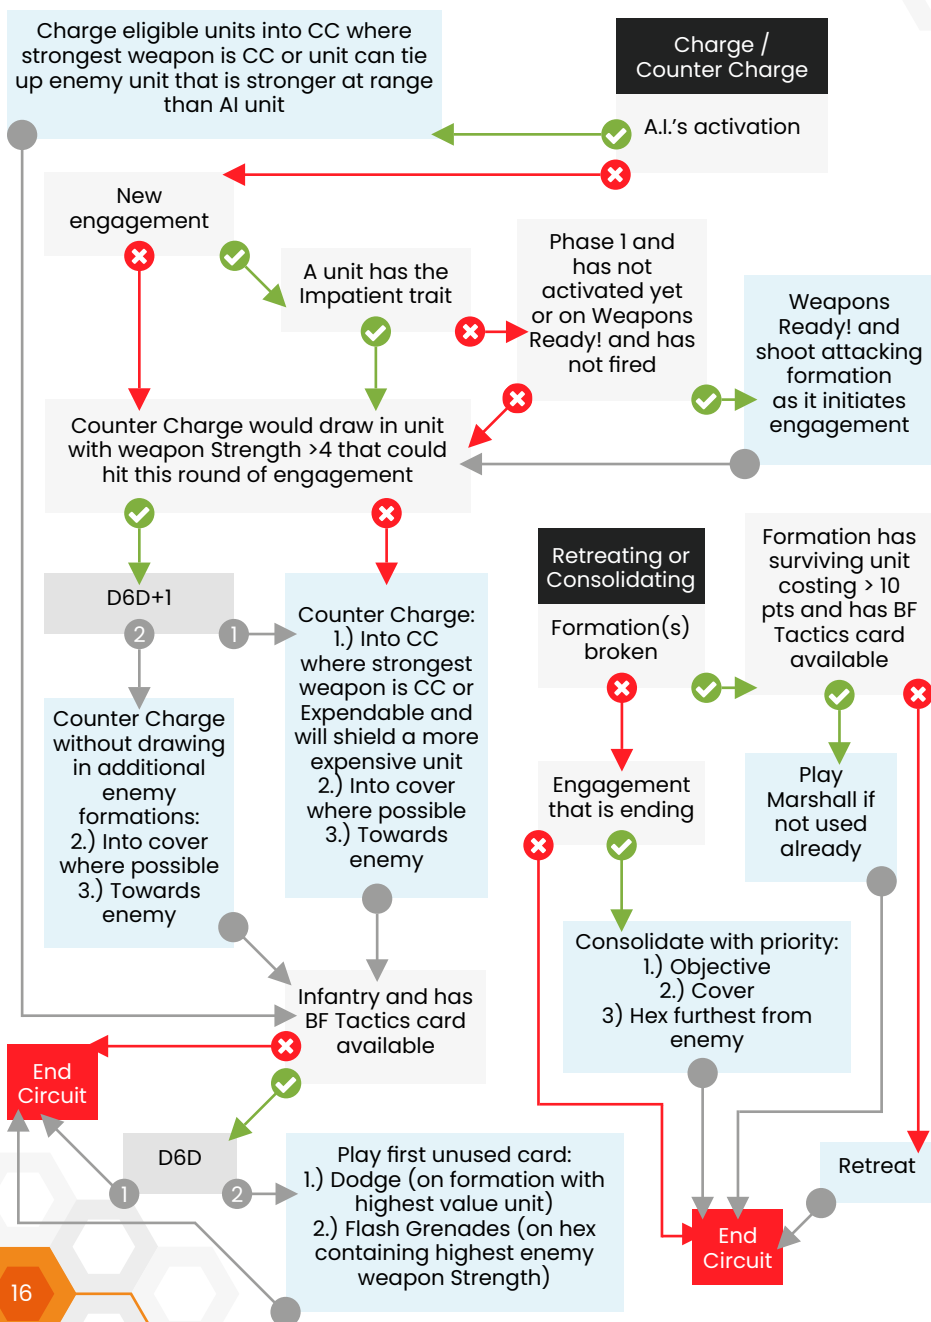 Charge eligible units into CC where
strongest weapon is CC or unit can tie
up enemy unit that is stronger at range
than AI unit
Charge /
Counter Charge
A.I.'s activation
New
engagement
A unit has the
Impatient trait
Phase 1 and
has not
activated yet
or on Weapons
Ready! and has
not fired
Weapons
Ready! and
shoot attacking
formation
as it initiates
engagement
Counter Charge would draw in unit
with weapon Strength >4 that could
hit this round of engagement
D6D+1
2
1
Counter Charge:
1.) Into CC
where strongest
weapon is CC or
Expendable and
will shield a more
expensive unit
2.) Into cover
where possible
3.) Towards
enemy
Counter Charge
without drawing
in additional
enemy
formations:
2.) Into cover
where possible
3.) Towards
enemy
Infantry and has
BF Tactics card
available
End
Circuit
D6D
1
2
Play first unused card:
1.) Dodge (on formation with
highest value unit)
2.) Flash Grenades (on hex
containing highest enemy
weapon Strength)
Retreating or
Consolidating
Formation(s)
broken
Formation has
surviving unit
costing > 10
pts and has BF
Tactics card
available
Engagement
that is ending
Play
Marshall if
not used
already
Consolidate with priority:
1.) Objective
2.) Cover
3) Hex furthest from
enemy
Retreat
End
Circuit
16